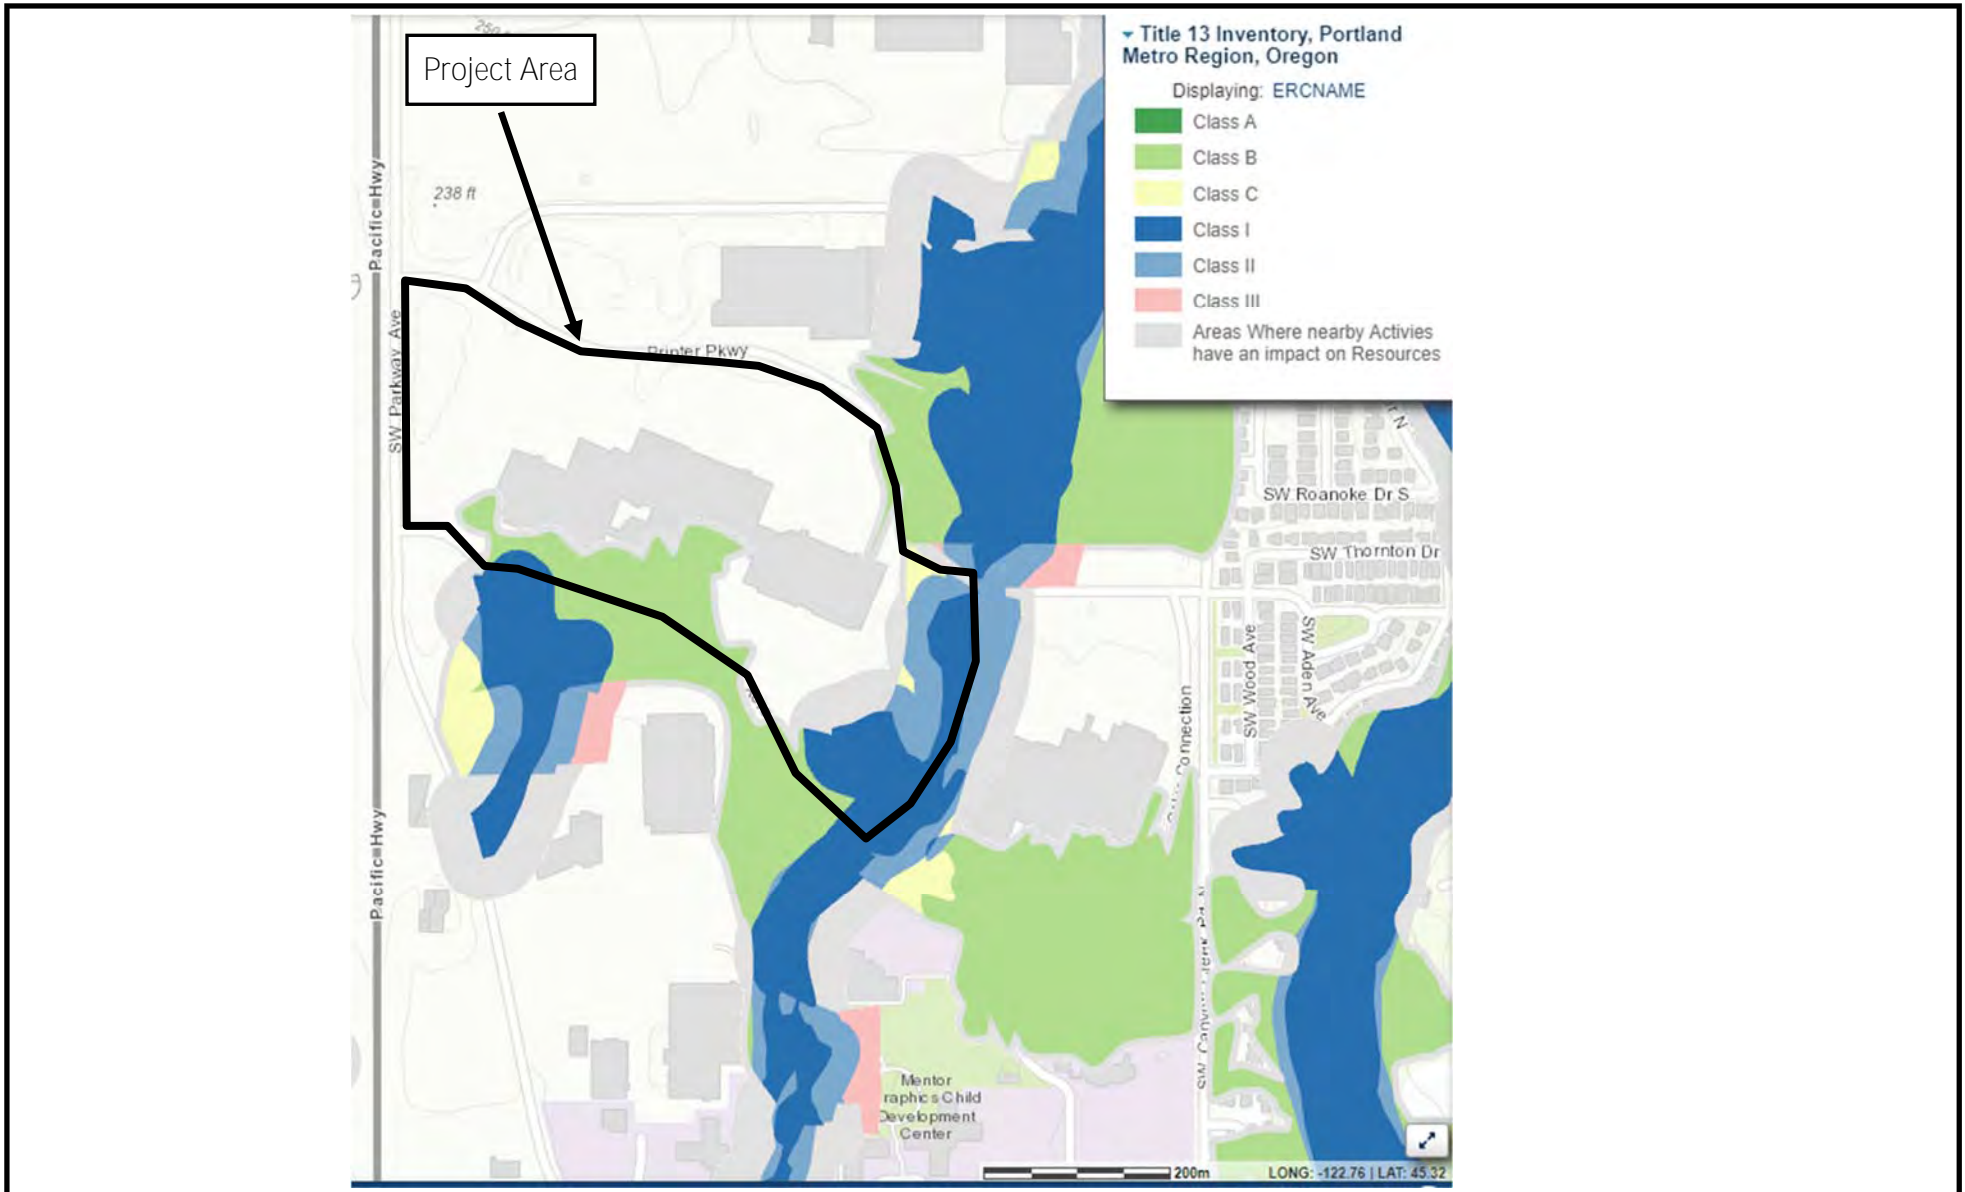 Project Area
Title 13 Inventory, Portland
Metro Region, Oregon
Displaying: ERCNAME
Class A
Class B
Class C
Class I
Class II
Class III
Areas Where nearby Activies
have an impact on Resources
238 ft
Pacific Hwy
SW Parkway Ave
Printer Pkwy
SW Roanoke Dr S
SW Thornton Dr
SW Wood Ave
SW Aden Ave
Connection
Pacific Hwy
Mentor
raphics Child
Development
Center
200m
LONG: -122.76 | LAT: 45.32